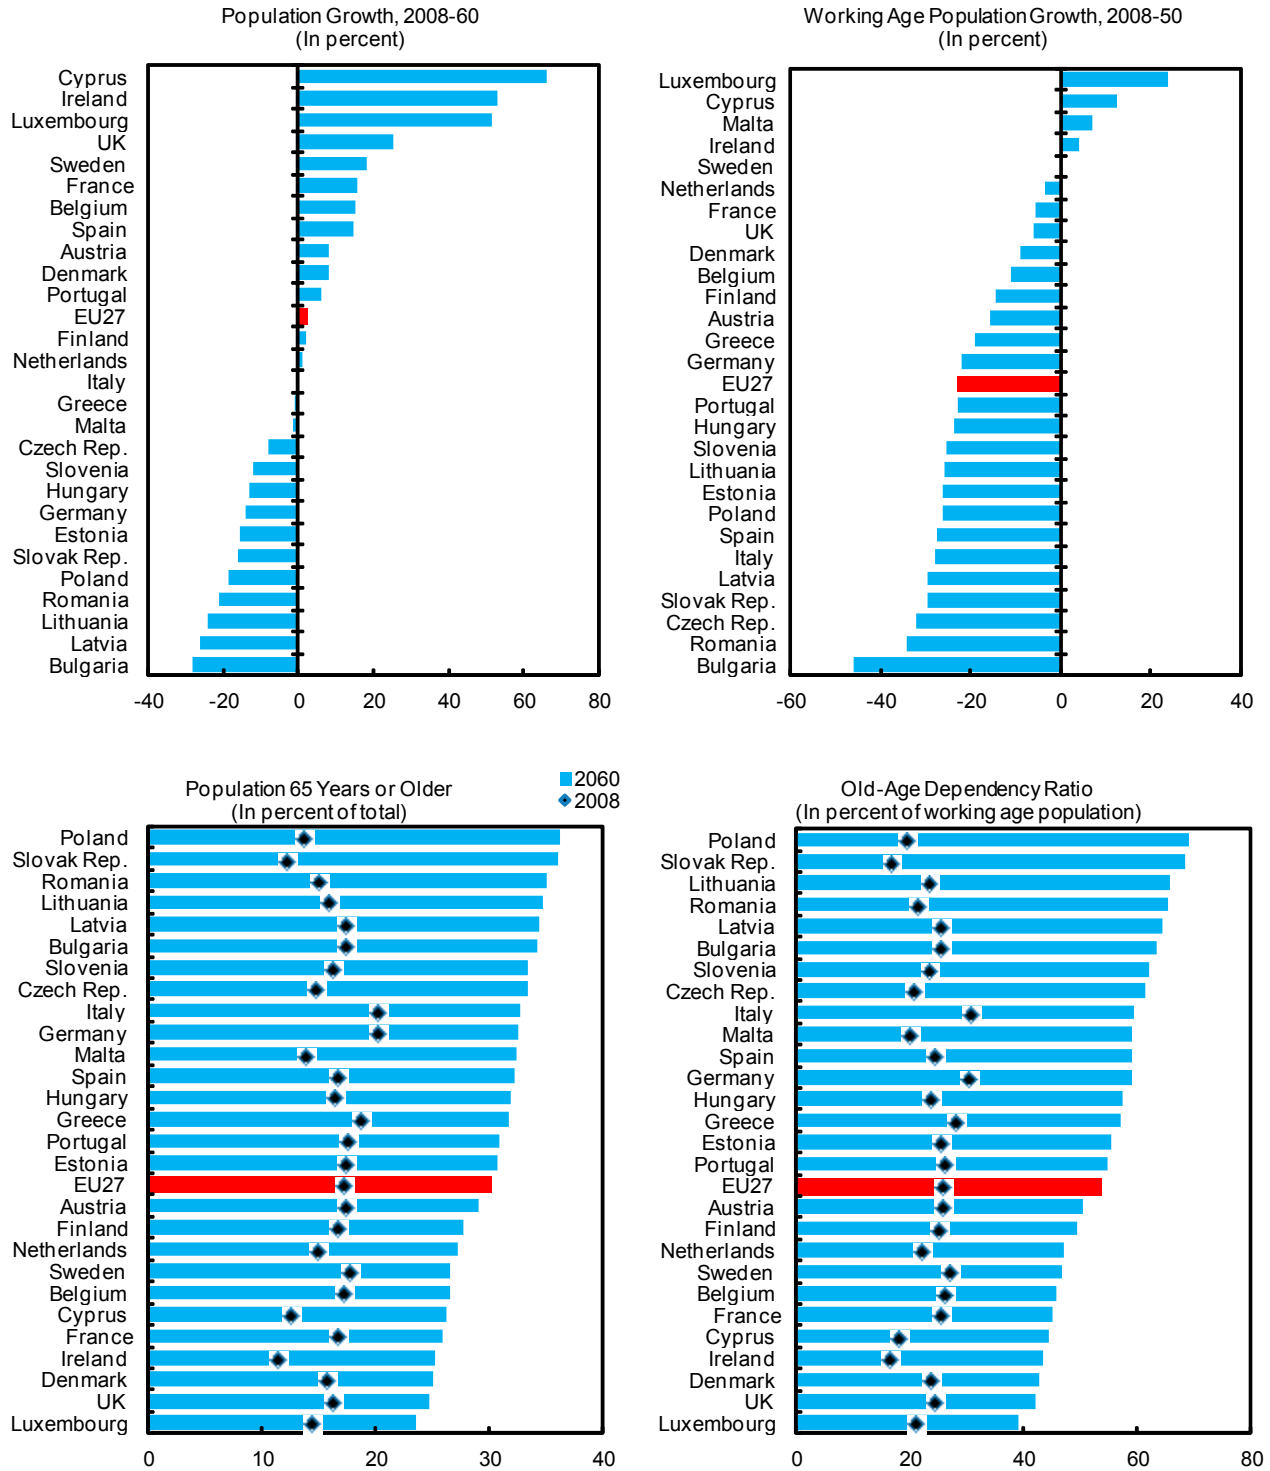 Population Growth, 2008-60
(In percent)
Cyprus
Ireland
Luxembourg
UK
Sweden
France
Belgium
Spain
Austria
Denmark
Portugal
EU27
Finland
Netherlands
Italy
Greece
Malta
Czech Rep.
Slovenia
Hungary
Germany
Estonia
Slovak Rep.
Poland
Romania
Lithuania
Latvia
Bulgaria
-40 -20 0 20 40 60 80
Working Age Population Growth, 2008-50
(In percent)
Luxembourg
Cyprus
Malta
Ireland
Sweden
Netherlands
France
UK
Denmark
Belgium
Finland
Austria
Greece
Germany
EU27
Portugal
Hungary
Slovenia
Lithuania
Estonia
Poland
Spain
Italy
Latvia
Slovak Rep.
Czech Rep.
Romania
Bulgaria
-60 -40 -20 0 20 40
Population 65 Years or Older
(In percent of total)
2060
2008
Poland
Slovak Rep.
Romania
Lithuania
Latvia
Bulgaria
Slovenia
Czech Rep.
Italy
Germany
Malta
Spain
Hungary
Greece
Portugal
Estonia
EU27
Austria
Finland
Netherlands
Sweden
Belgium
Cyprus
France
Ireland
Denmark
UK
Luxembourg
0 10 20 30 40
Old-Age Dependency Ratio
(In percent of working age population)
Poland
Slovak Rep.
Lithuania
Romania
Latvia
Bulgaria
Slovenia
Czech Rep.
Italy
Malta
Spain
Germany
Hungary
Greece
Estonia
Portugal
EU27
Austria
Finland
Netherlands
Sweden
Belgium
France
Cyprus
Ireland
Denmark
UK
Luxembourg
0 20 40 60 80